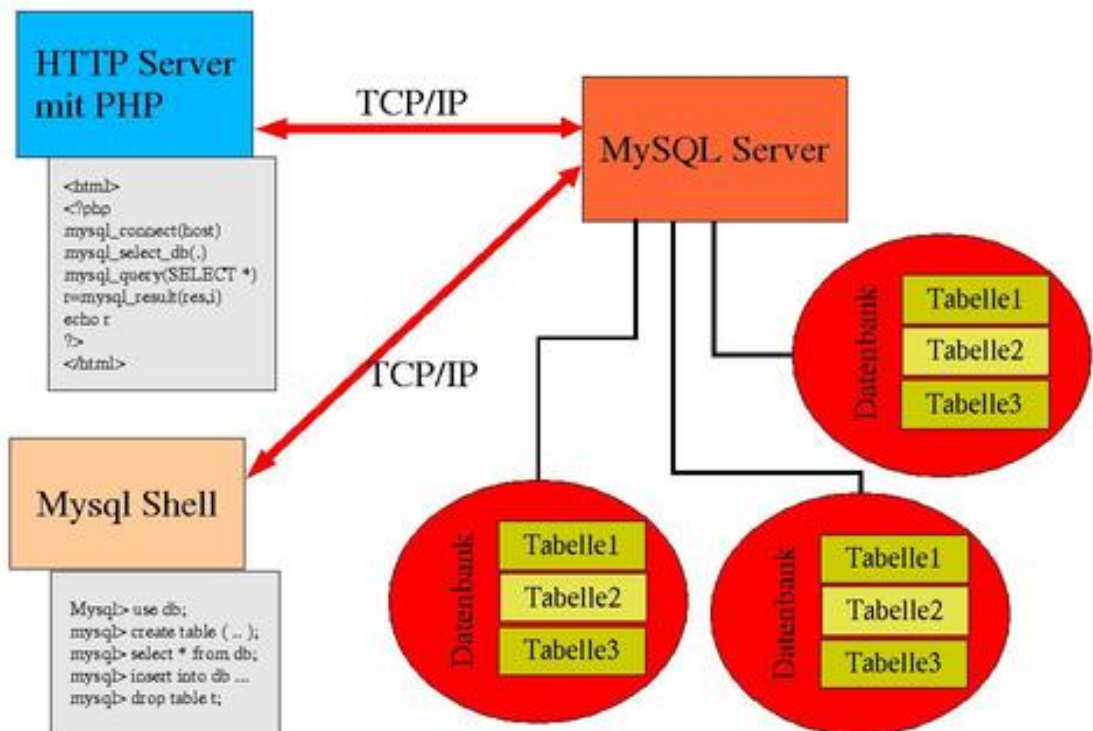 HTTP Server
mit PHP
TCP/IP
MySQL Server
<html>
<?php
mysql_connect(host)
mysql_select_db(.)
mysql_query(SELECT *)
r=mysql_result(res,i)
echo r
?>
</html>
TCP/IP
Datenbank
Tabelle1
Tabelle2
Tabelle3
Mysql Shell
Mysql> use db;
mysql> create table ( .. );
mysql> select * from db;
mysql> insert into db ...
mysql> drop table t;
Datenbank
Tabelle1
Tabelle2
Tabelle3
Datenbank
Tabelle1
Tabelle2
Tabelle3